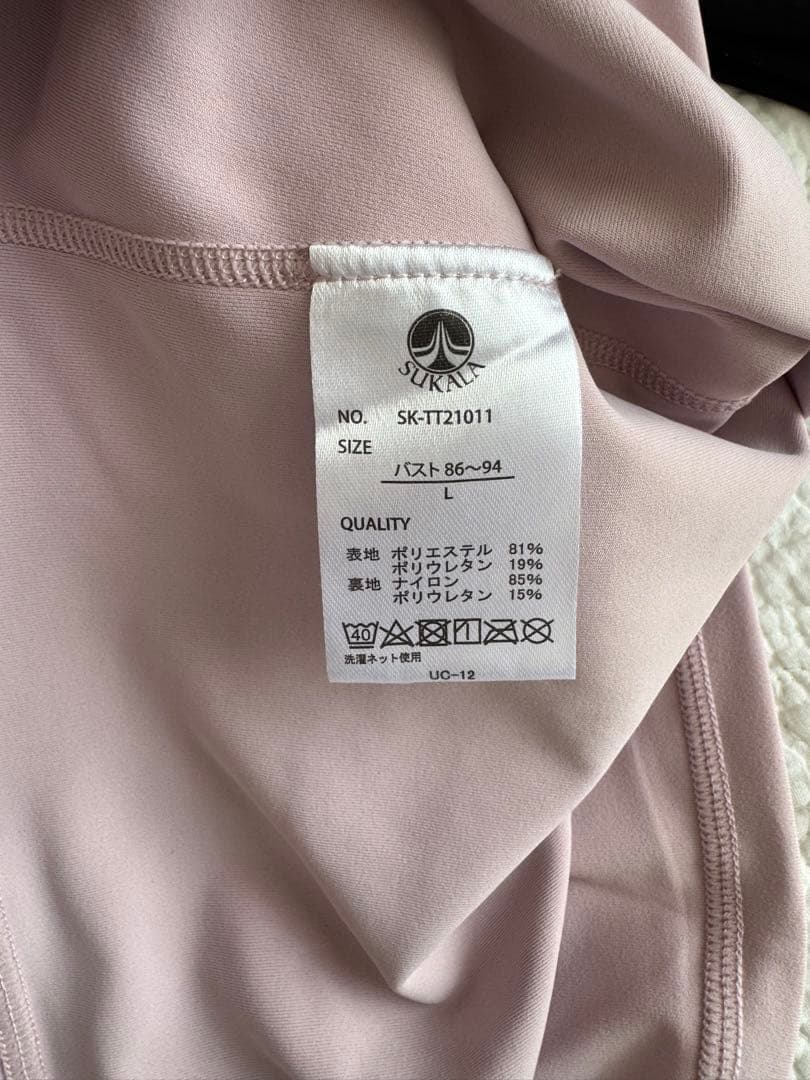 SUKALA
NO. SK-TT21011
SIZE
バスト 86〜94
L
QUALITY
表地 ポリエステル 81%
ポリウレタン 19%
裏地 ナイロン 85%
ポリウレタン 15%
40
洗濯ネット使用
UC-12